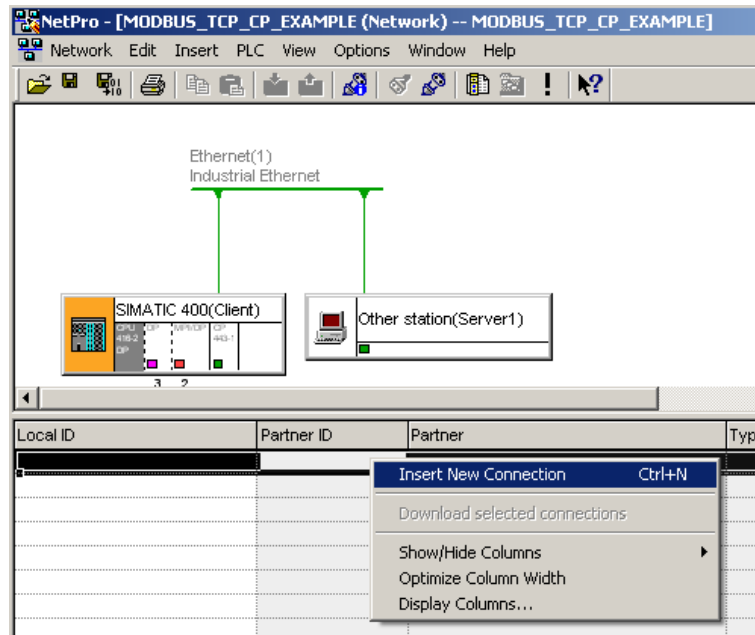 NetPro - [MODBUS_TCP_CP_EXAMPLE (Network) -- MODBUS_TCP_CP_EXAMPLE]
Network Edit Insert PLC View Options Window Help
Ethernet(1)
Industrial Ethernet
SIMATIC 400(Client)
CPU 416-2 DP
DP
MPI/DP
CP 443-1
3 2
Other station(Server1)
Local ID Partner ID Partner Typ
Insert New Connection Ctrl+N
Download selected connections
Show/Hide Columns
Optimize Column Width
Display Columns...